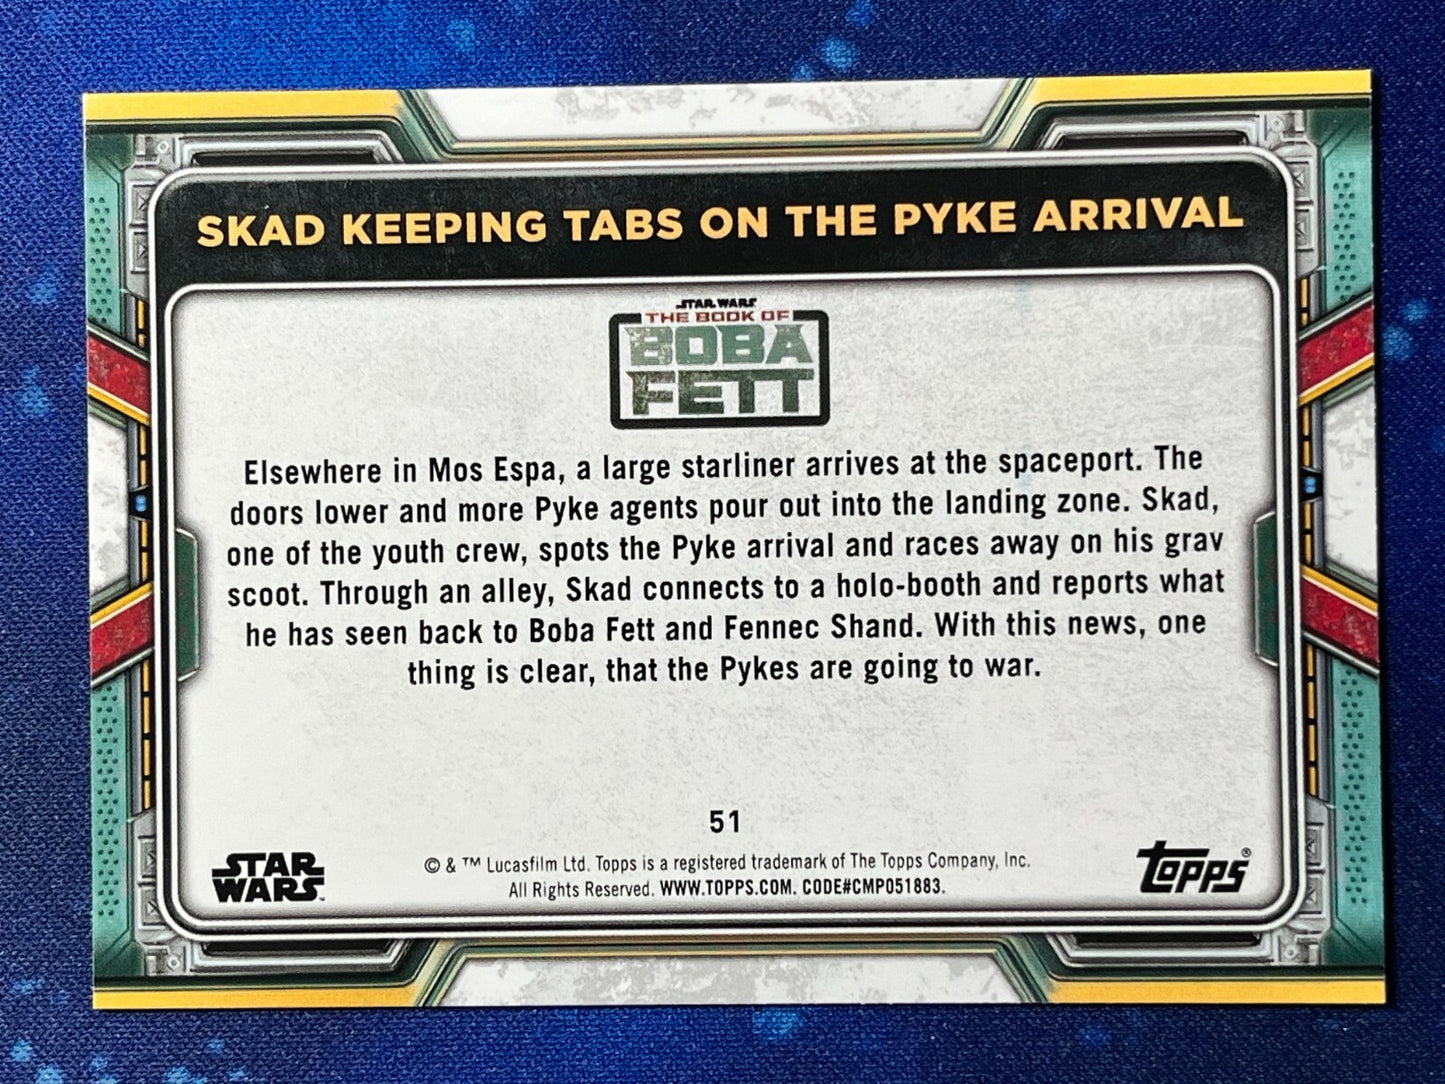 SKAD KEEPING TABS ON THE PYKE ARRIVAL
STAR WARS
THE BOOK OF
BOBA
FETT
Elsewhere in Mos Espa, a large starliner arrives at the spaceport. The
doors lower and more Pyke agents pour out into the landing zone. Skad,
one of the youth crew, spots the Pyke arrival and races away on his grav
scoot. Through an alley, Skad connects to a holo-booth and reports what
he has seen back to Boba Fett and Fennec Shand. With this news, one
thing is clear, that the Pykes are going to war.
51
STAR
WARS™
© & ™ Lucasfilm Ltd. Topps is a registered trademark of The Topps Company, Inc.
All Rights Reserved. WWW.TOPPS.COM. CODE#CMP051883.
Topps®